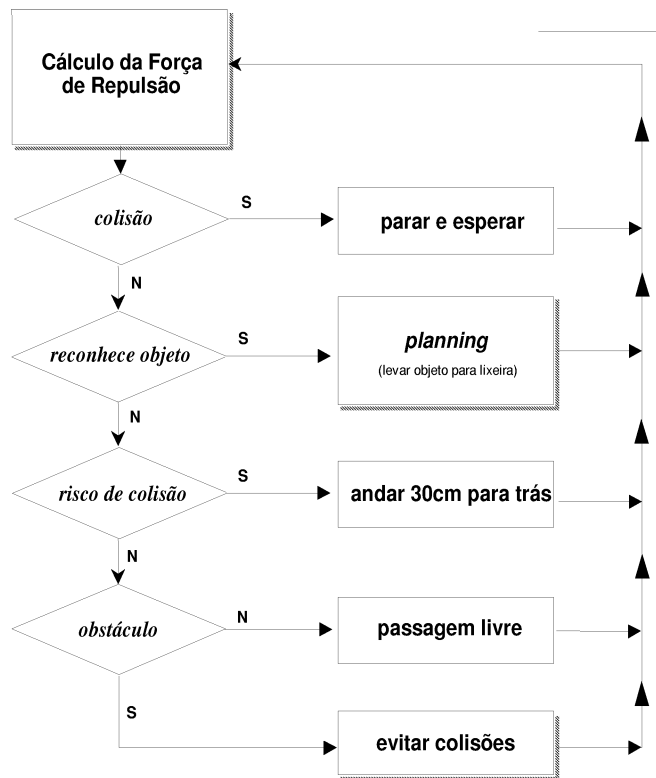 Cálculo da Força
de Repulsão
colisão
S
parar e esperar
N
reconhece objeto
S
planning
(levar objeto para lixeira)
N
risco de colisão
S
andar 30cm para trás
N
obstáculo
N
passagem livre
S
evitar colisões